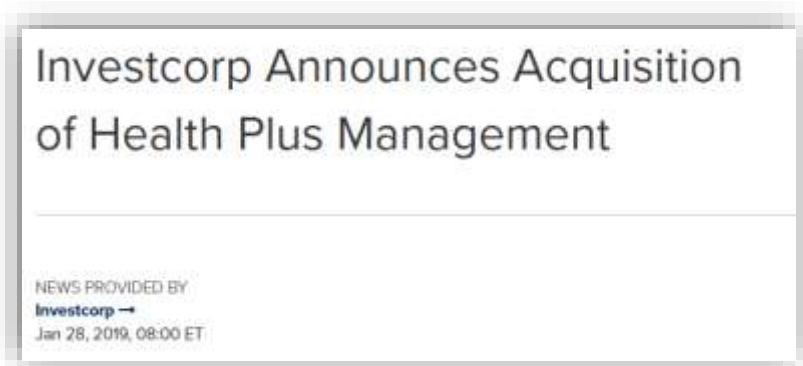 Investcorp Announces Acquisition
of Health Plus Management
NEWS PROVIDED BY
Investcorp →
Jan 28, 2019, 08:00 ET